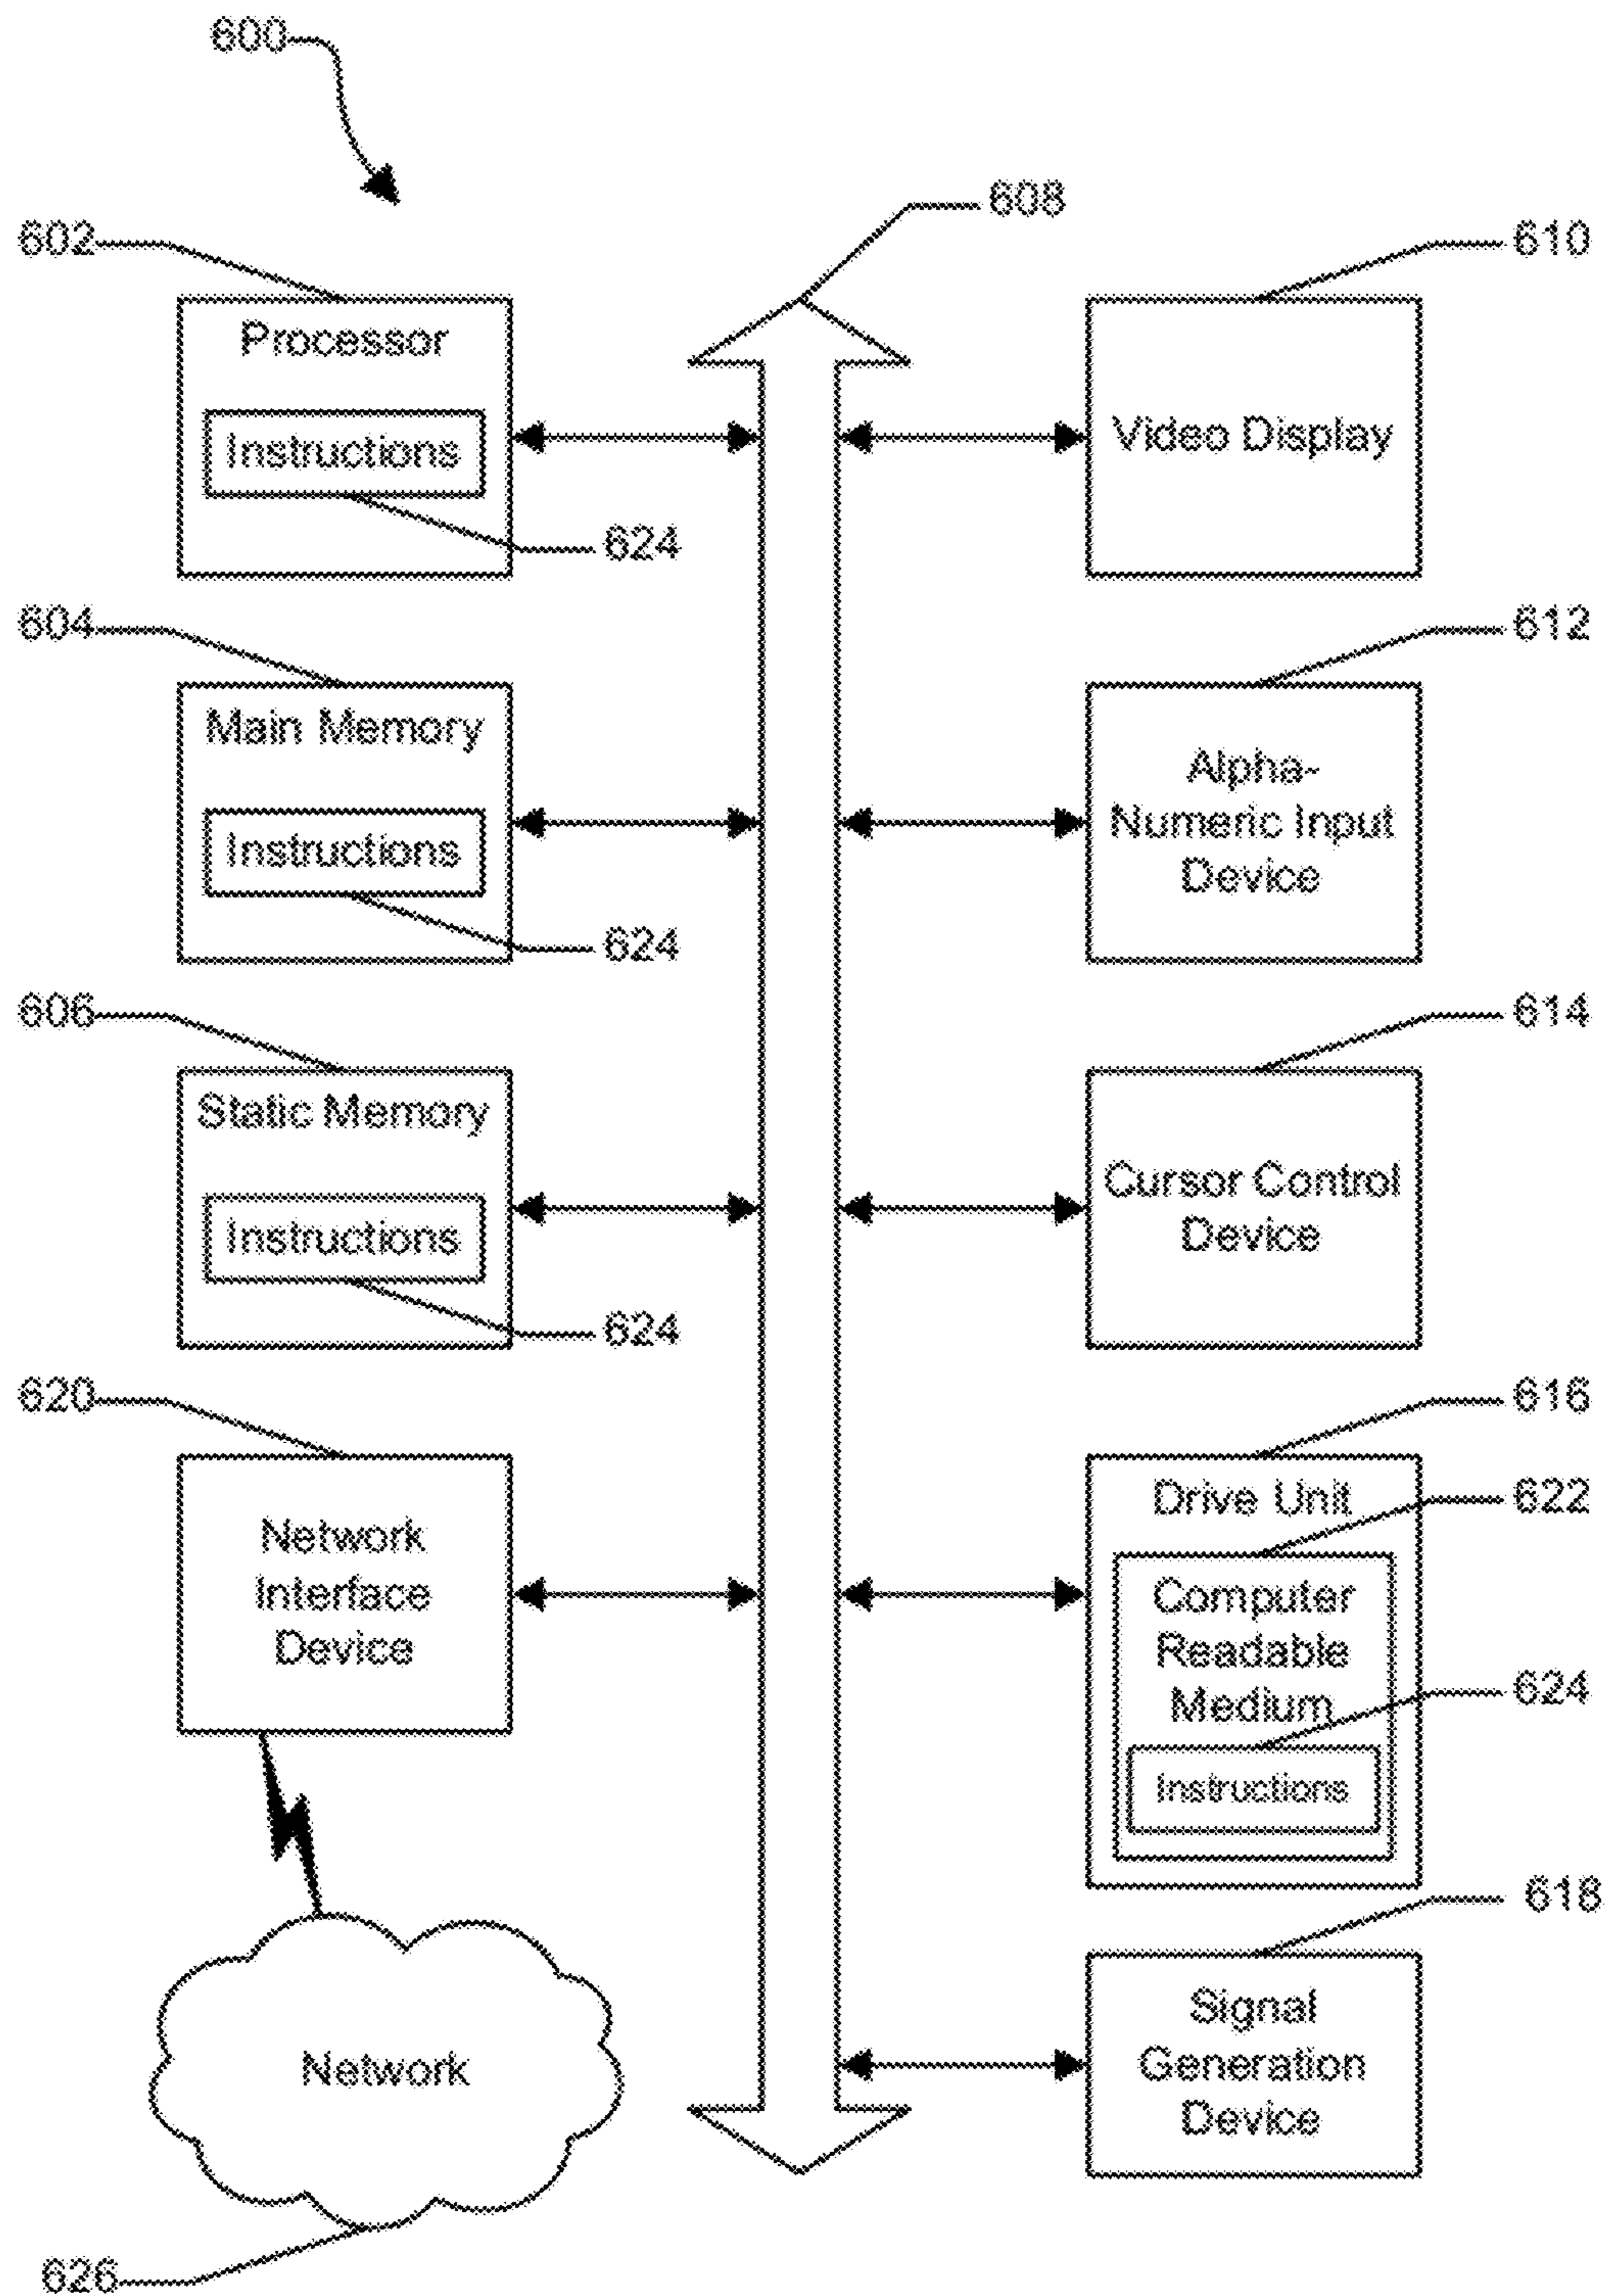 600
608
602
610
Processor
Instructions
624
Video Display
604
612
Main Memory
Instructions
624
Alpha-
Numeric Input
Device
606
614
Static Memory
Instructions
624
Cursor Control
Device
620
616
Network
Interface
Device
Drive Unit
622
Computer
Readable
Medium
624
Instructions
618
Signal
Generation
Device
Network
626